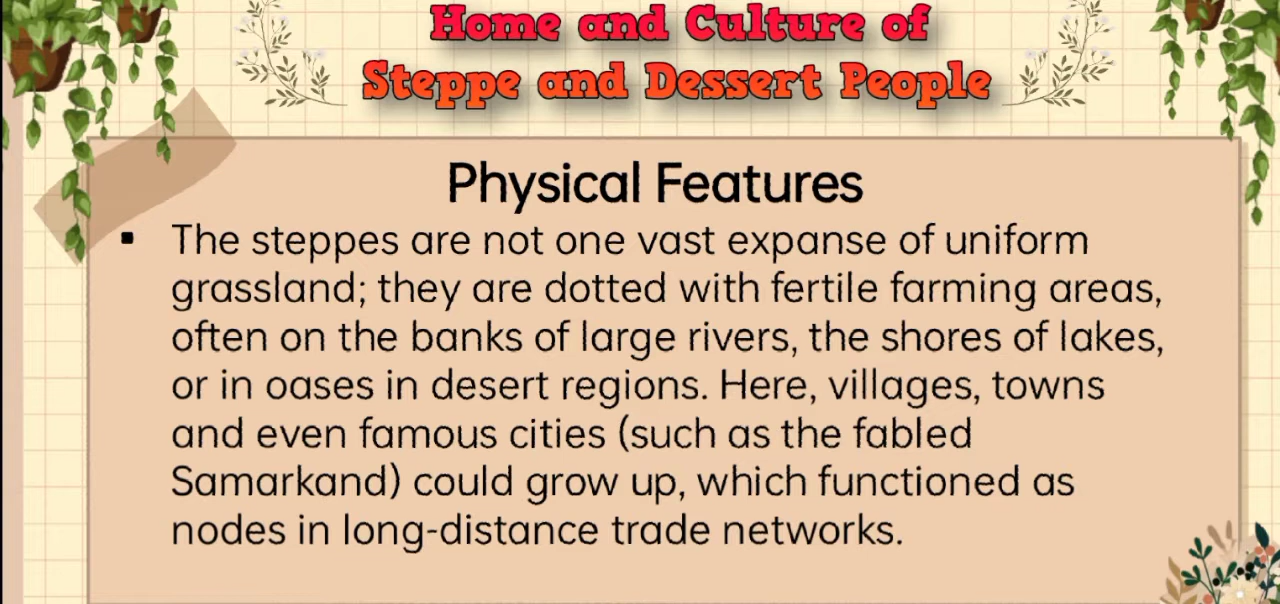 Home and Culture of
Steppe and Dessert People
Physical Features
▪ The steppes are not one vast expanse of uniform
grassland; they are dotted with fertile farming areas,
often on the banks of large rivers, the shores of lakes,
or in oases in desert regions. Here, villages, towns
and even famous cities (such as the fabled
Samarkand) could grow up, which functioned as
nodes in long-distance trade networks.